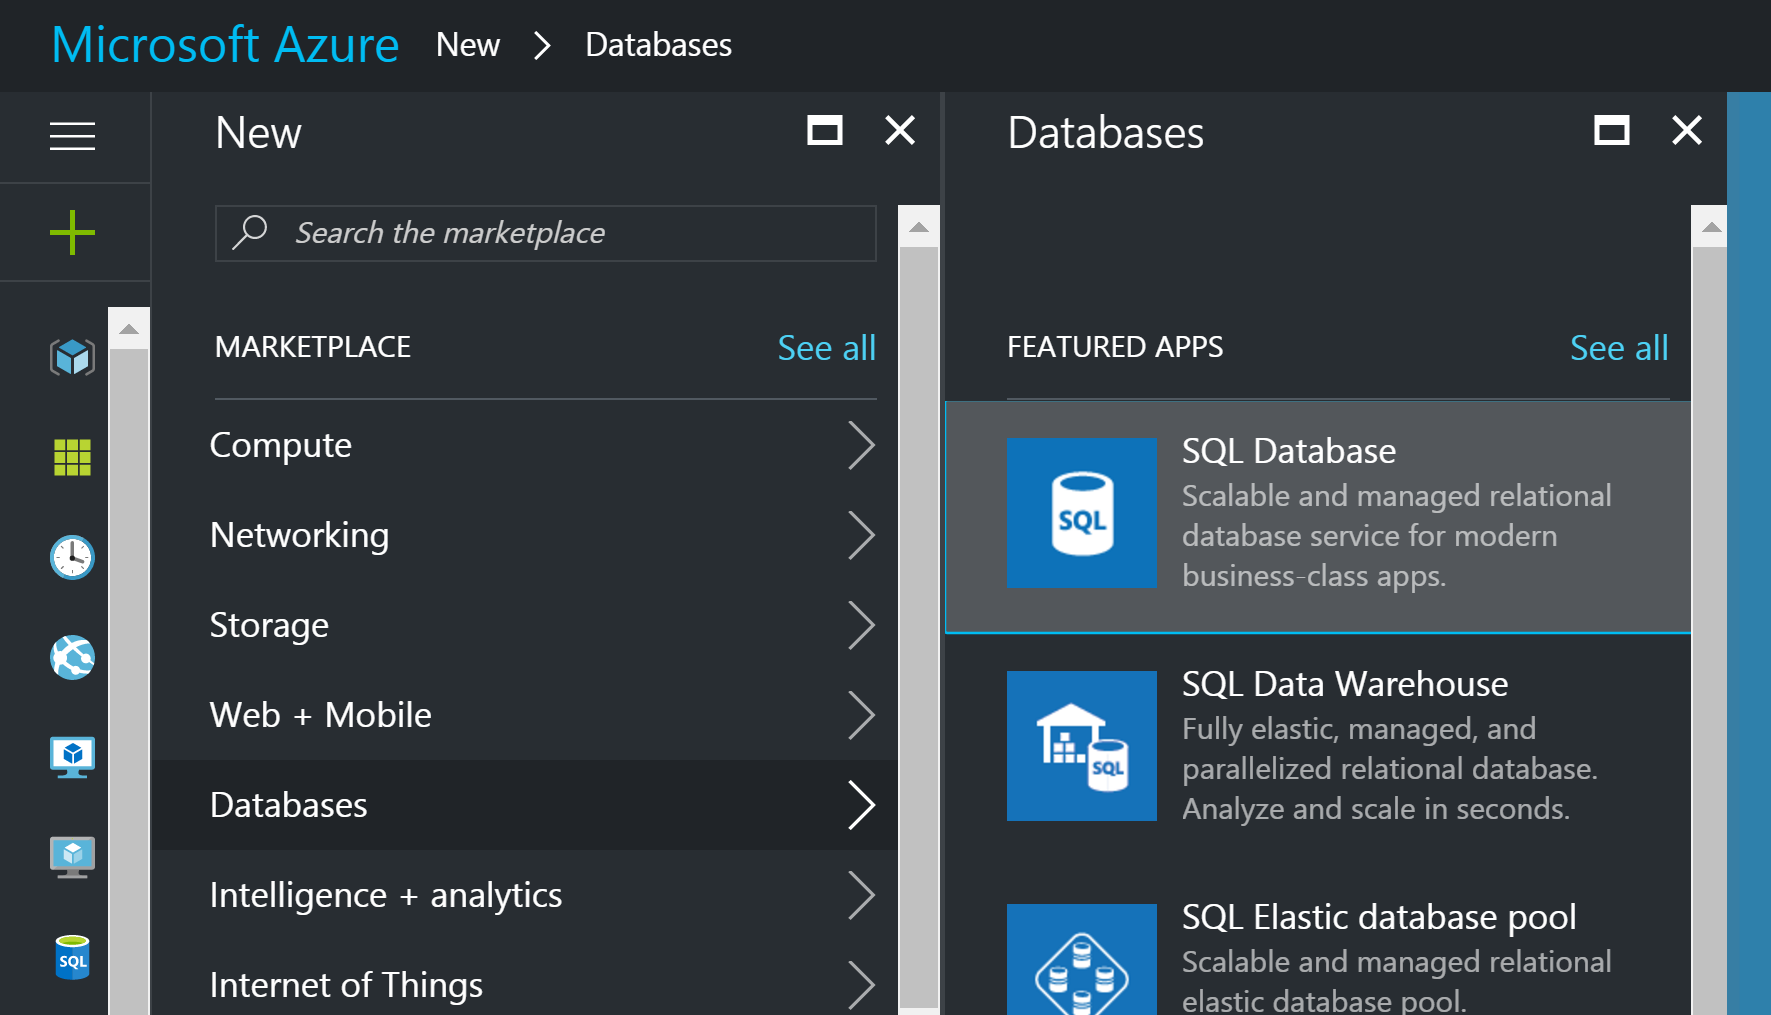 Microsoft Azure New Databases
New
Search the marketplace
MARKETPLACE See all
Compute
Networking
Storage
Web + Mobile
Databases
Intelligence + analytics
Internet of Things
SQL
Databases
FEATURED APPS See all
SQL
SQL Database
Scalable and managed relational
database service for modern
business-class apps.
SQL
SQL Data Warehouse
Fully elastic, managed, and
parallelized relational database.
Analyze and scale in seconds.
SQL Elastic database pool
Scalable and managed relational
elastic database pool.